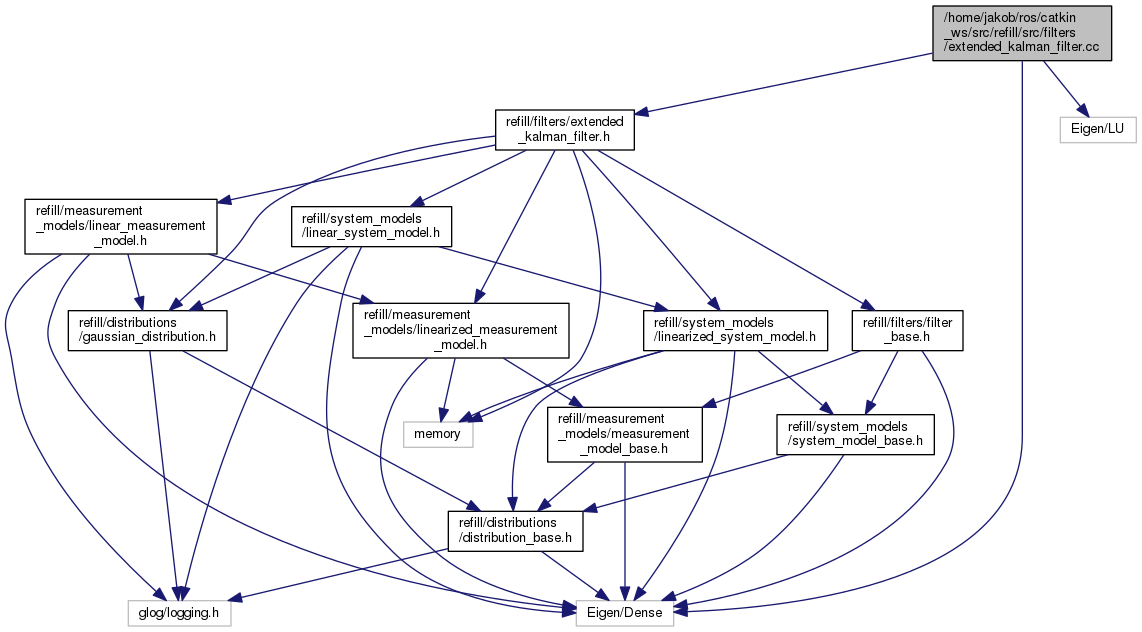 /home/jakob/ros/catkin
_ws/src/refill/src/filters
/extended_kalman_filter.cc
refill/filters/extended
_kalman_filter.h
Eigen/LU
refill/measurement
_models/linear_measurement
_model.h
refill/system_models
/linear_system_model.h
refill/distributions
/gaussian_distribution.h
refill/measurement
_models/linearized_measurement
_model.h
refill/system_models
/linearized_system_model.h
refill/filters/filter
_base.h
memory
refill/measurement
_models/measurement
_model_base.h
refill/system_models
/system_model_base.h
refill/distributions
/distribution_base.h
glog/logging.h
Eigen/Dense